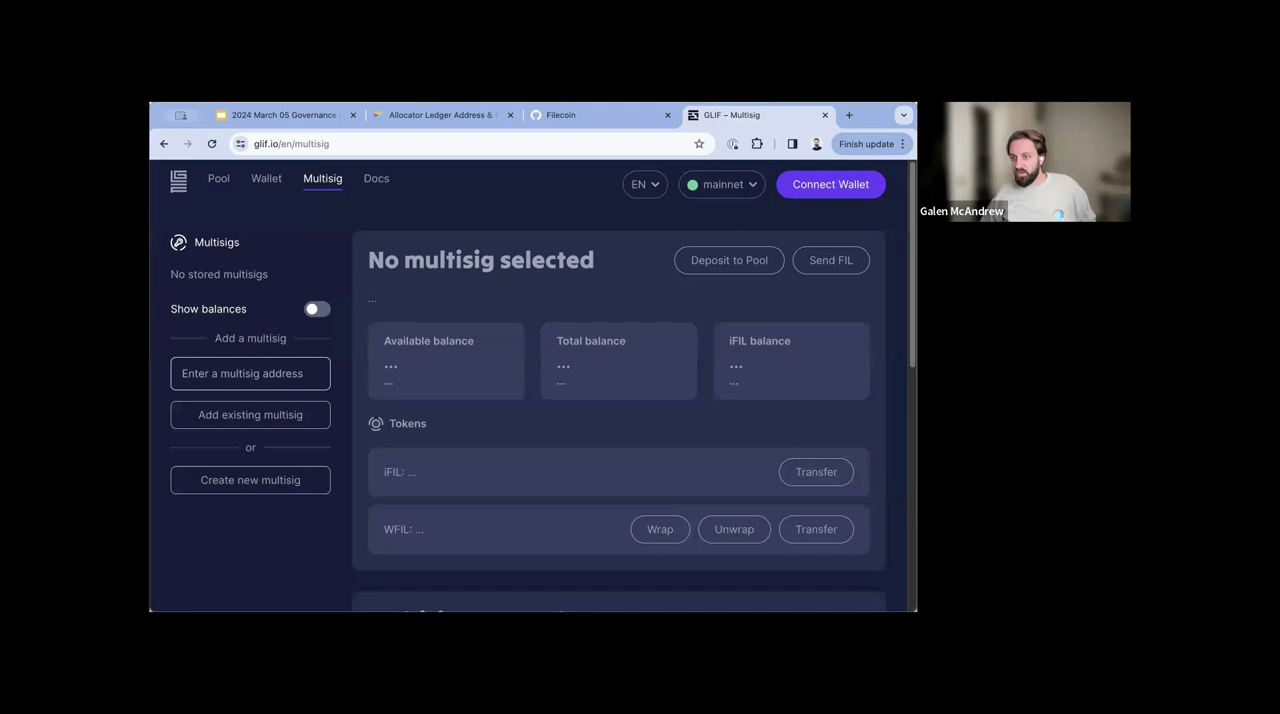 2024 March 05 Governance
Allocator Ledger Address &
Filecoin
GLIF – Multisig
glif.io/en/multisig
Finish update
Pool
Wallet
Multisig
Docs
EN
mainnet
Connect Wallet
Galen McAndrew
Multisigs
No stored multisigs
Show balances
Add a multisig
Enter a multisig address
Add existing multisig
or
Create new multisig
No multisig selected
Deposit to Pool
Send FIL
...
Available balance
...
...
Total balance
...
...
iFIL balance
...
...
Tokens
iFIL: ...
Transfer
WFIL: ...
Wrap
Unwrap
Transfer